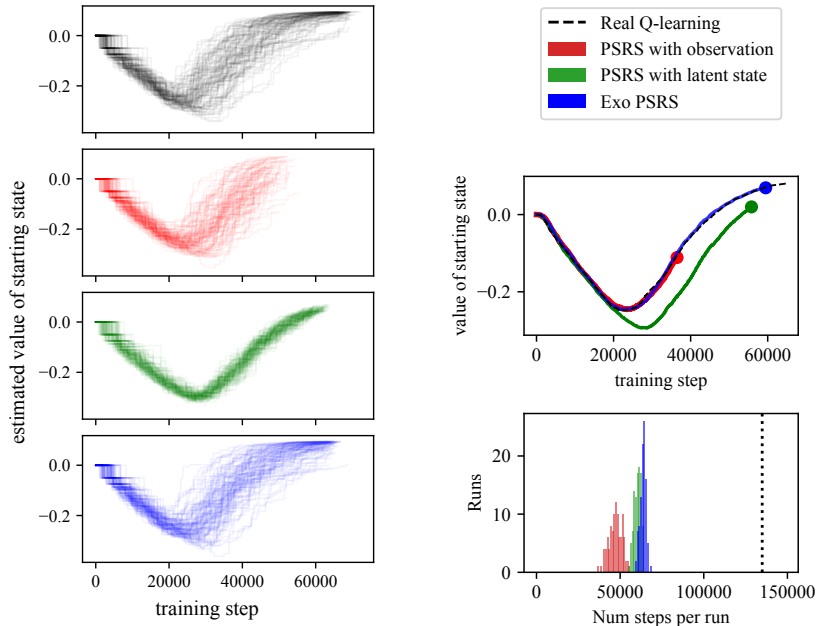 0.0
−0.2
0.0
−0.2
0.0
−0.2
0.0
−0.2
0
20000
40000
60000
estimated value of starting state
training step
Real Q-learning
PSRS with observation
PSRS with latent state
Exo PSRS
0.0
−0.2
value of starting state
0
20000
40000
60000
training step
20
10
0
Runs
0
50000
100000
150000
Num steps per run